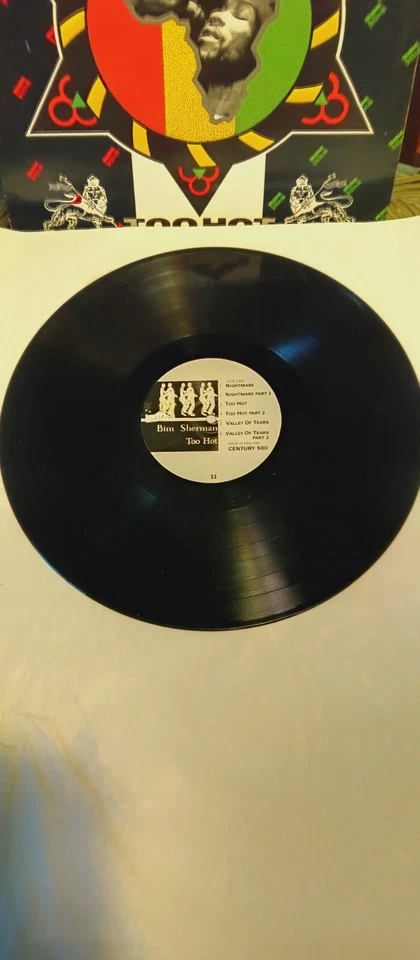 TOO HOT
SIDE ONE
NIGHTMARE
NIGHTMARE PART 2
TOO HOT
TOO HOT PART 2
VALLEY OF TEARS
VALLEY OF TEARS
PART 2
MADE IN ENGLAND
CENTURY 500
Bim Sherman
Too Hot
33